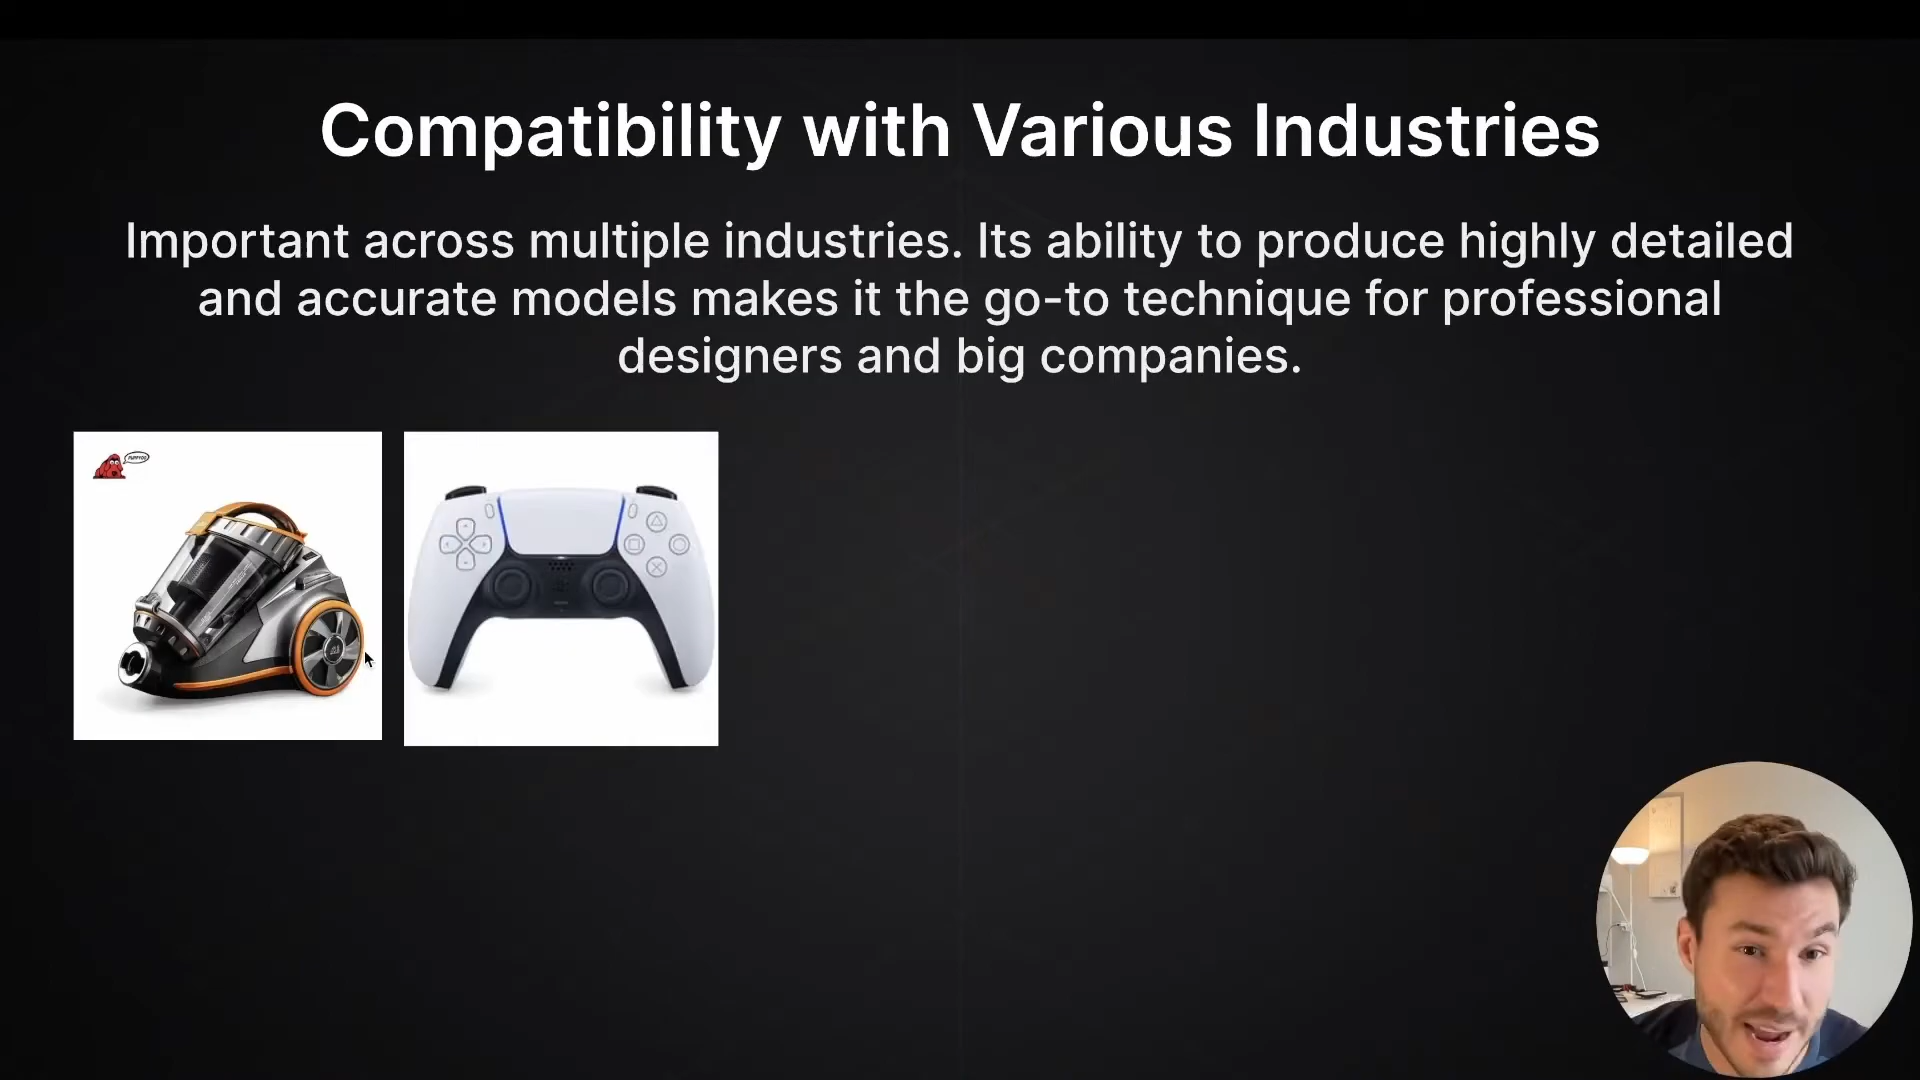 Compatibility with Various Industries
Important across multiple industries. Its ability to produce highly detailed
and accurate models makes it the go-to technique for professional
designers and big companies.